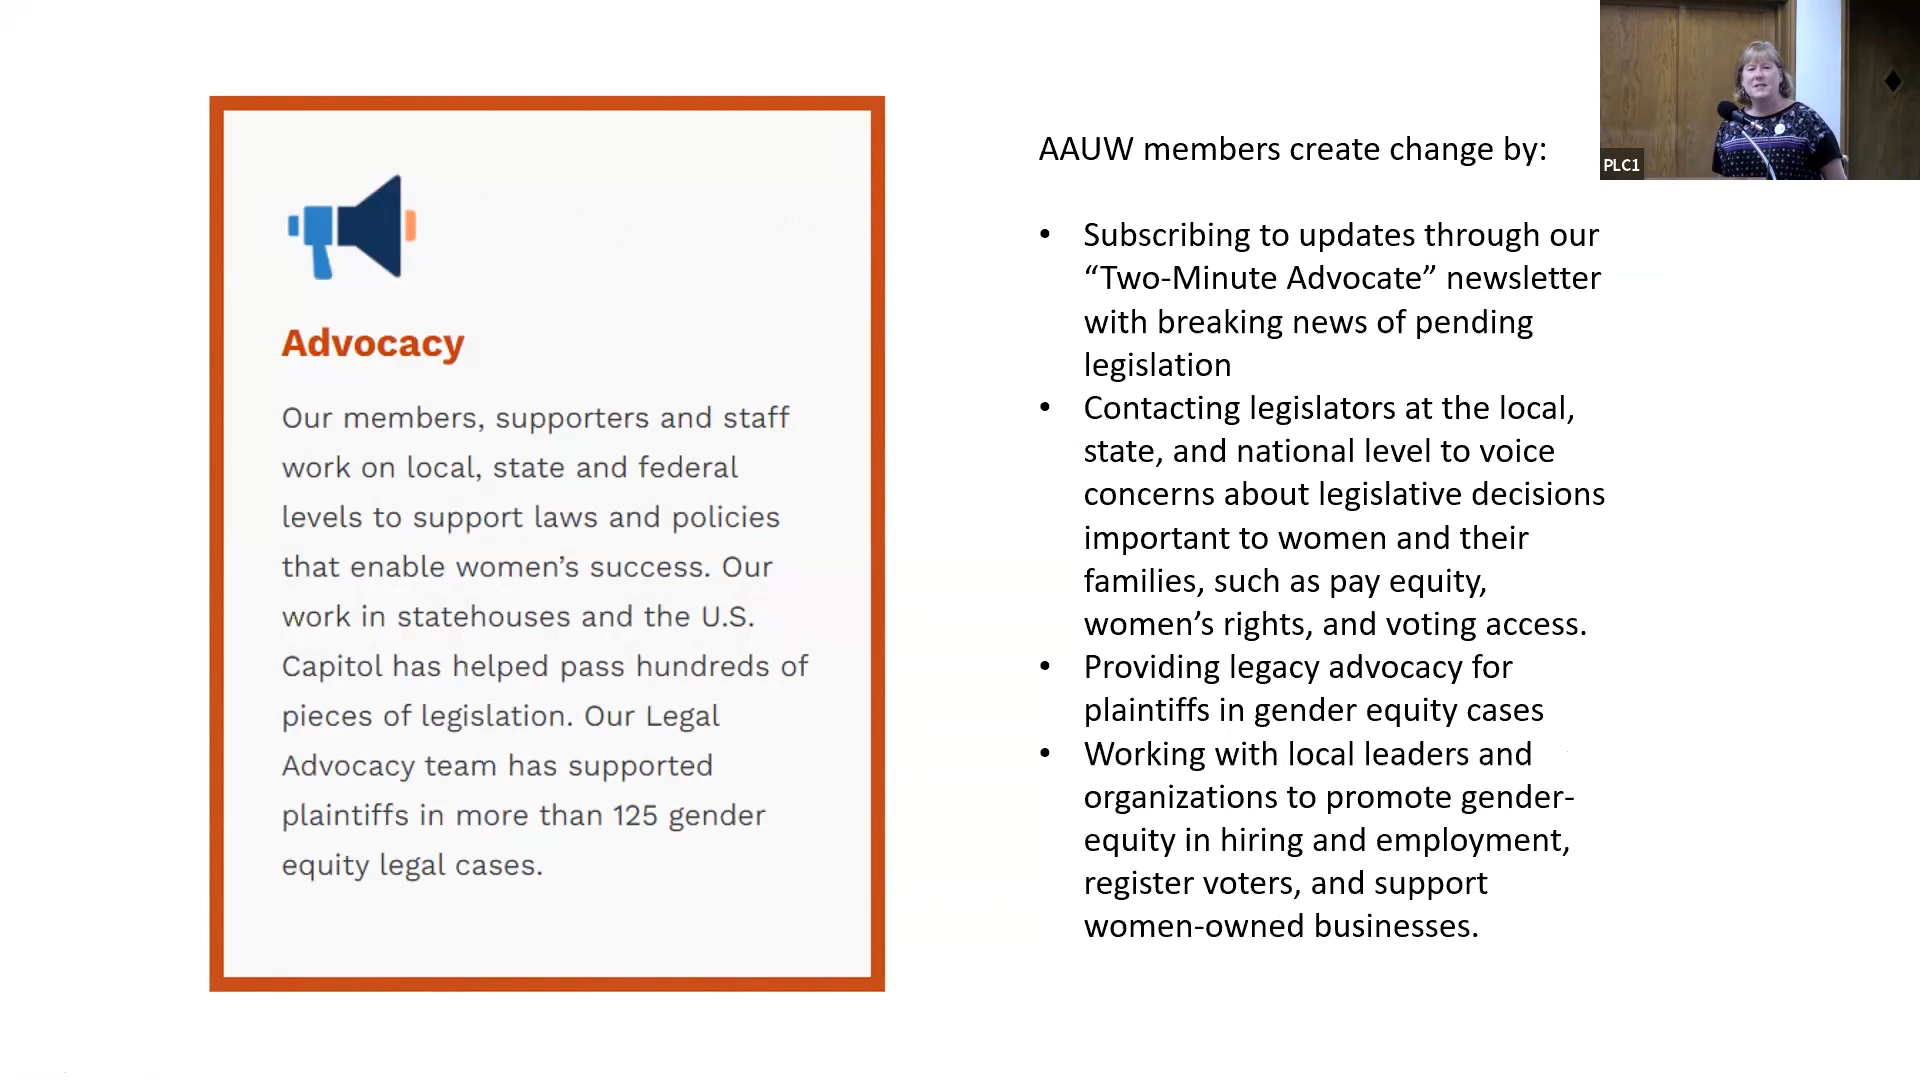 Advocacy
Our members, supporters and staff
work on local, state and federal
levels to support laws and policies
that enable women’s success. Our
work in statehouses and the U.S.
Capitol has helped pass hundreds of
pieces of legislation. Our Legal
Advocacy team has supported
plaintiffs in more than 125 gender
equity legal cases.
AAUW members create change by:
• Subscribing to updates through our
“Two-Minute Advocate” newsletter
with breaking news of pending
legislation
• Contacting legislators at the local,
state, and national level to voice
concerns about legislative decisions
important to women and their
families, such as pay equity,
women’s rights, and voting access.
• Providing legacy advocacy for
plaintiffs in gender equity cases
• Working with local leaders and
organizations to promote gender-
equity in hiring and employment,
register voters, and support
women-owned businesses.
PLC1